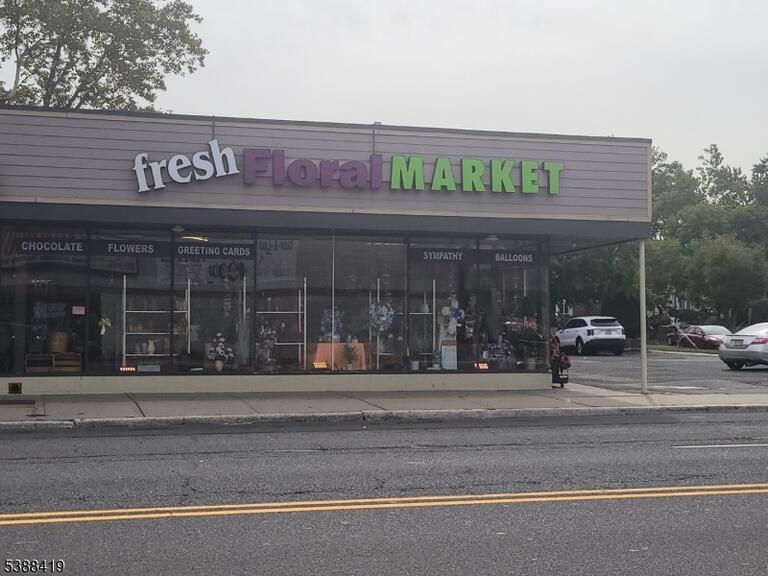 fresh Floral MARKET
CHOCOLATE FLOWERS GREETING CARDS SYMPATHY BALLOONS
5388419